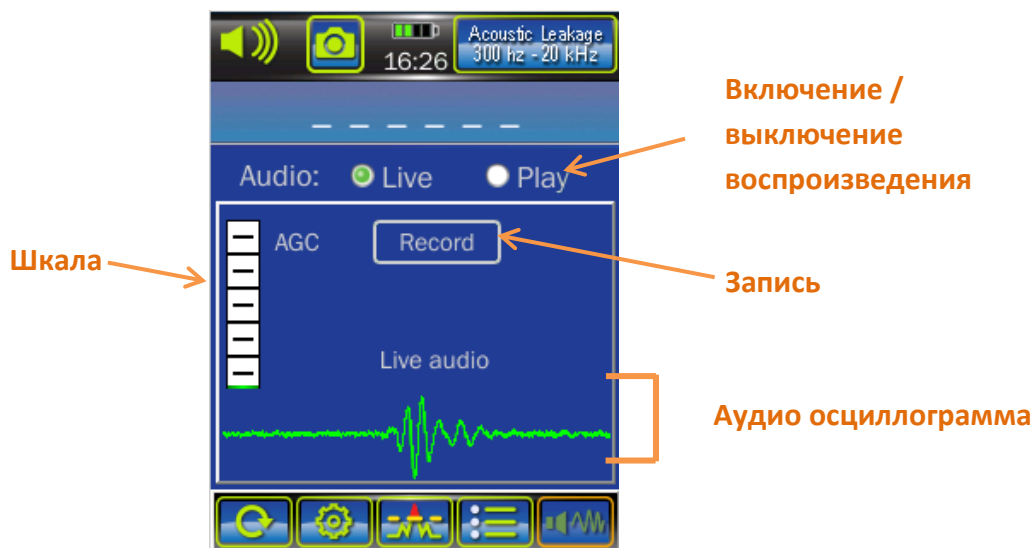 Acoustic Leakage
16:26 300 hz - 20 kHz
Включение /
выключение
воспроизведения
Audio: Live Play
AGC Record
Шкала
Запись
Live audio
Аудио осциллограмма